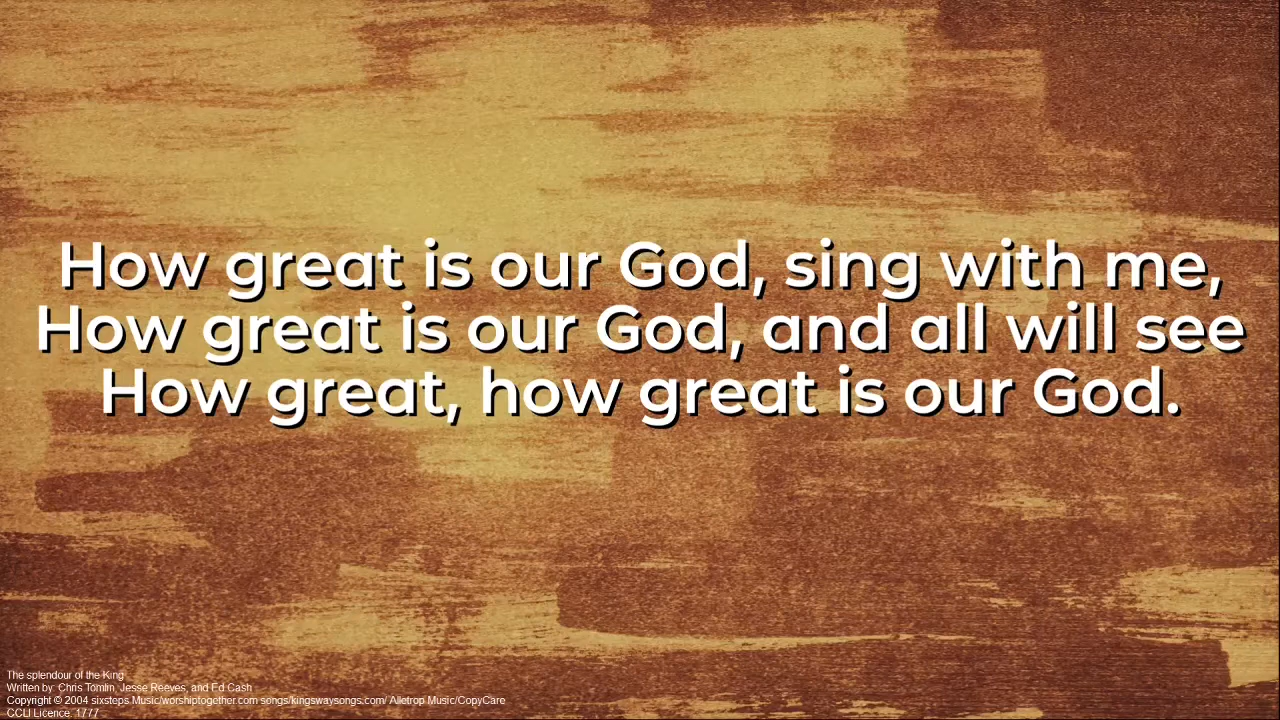 How great is our God, sing with me,
How great is our God, and all will see
How great, how great is our God.
The splendour of the King
Written by: Chris Tomlin, Jesse Reeves, and Ed Cash
Copyright © 2004 sixsteps Music/worshiptogether.com songs/kingswaysongs.com/ Alletrop Music/CopyCare
CCLI Licence: 1777